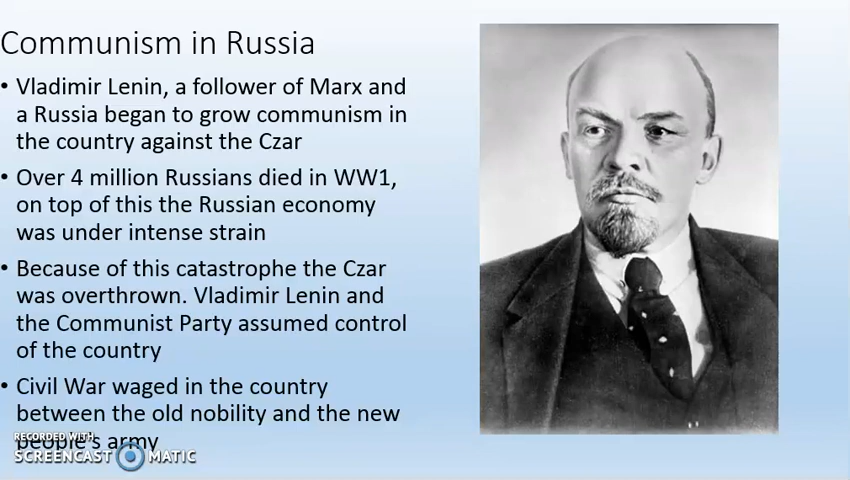 Communism in Russia
• Vladimir Lenin, a follower of Marx and
a Russia began to grow communism in
the country against the Czar
• Over 4 million Russians died in WW1,
on top of this the Russian economy
was under intense strain
• Because of this catastrophe the Czar
was overthrown. Vladimir Lenin and
the Communist Party assumed control
of the country
• Civil War waged in the country
between the old nobility and the new
people's army
RECORDED WITH
SCREENCAST MATIC